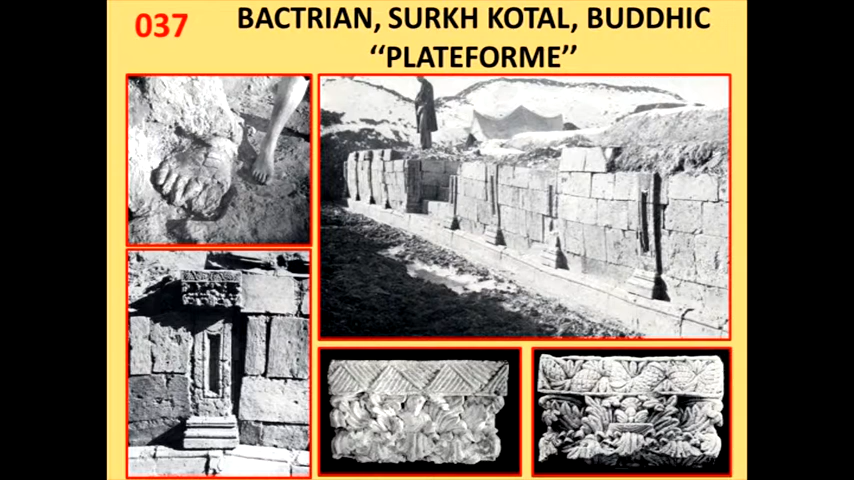 037
BACTRIAN, SURKH KOTAL, BUDDHIC
“PLATEFORME”